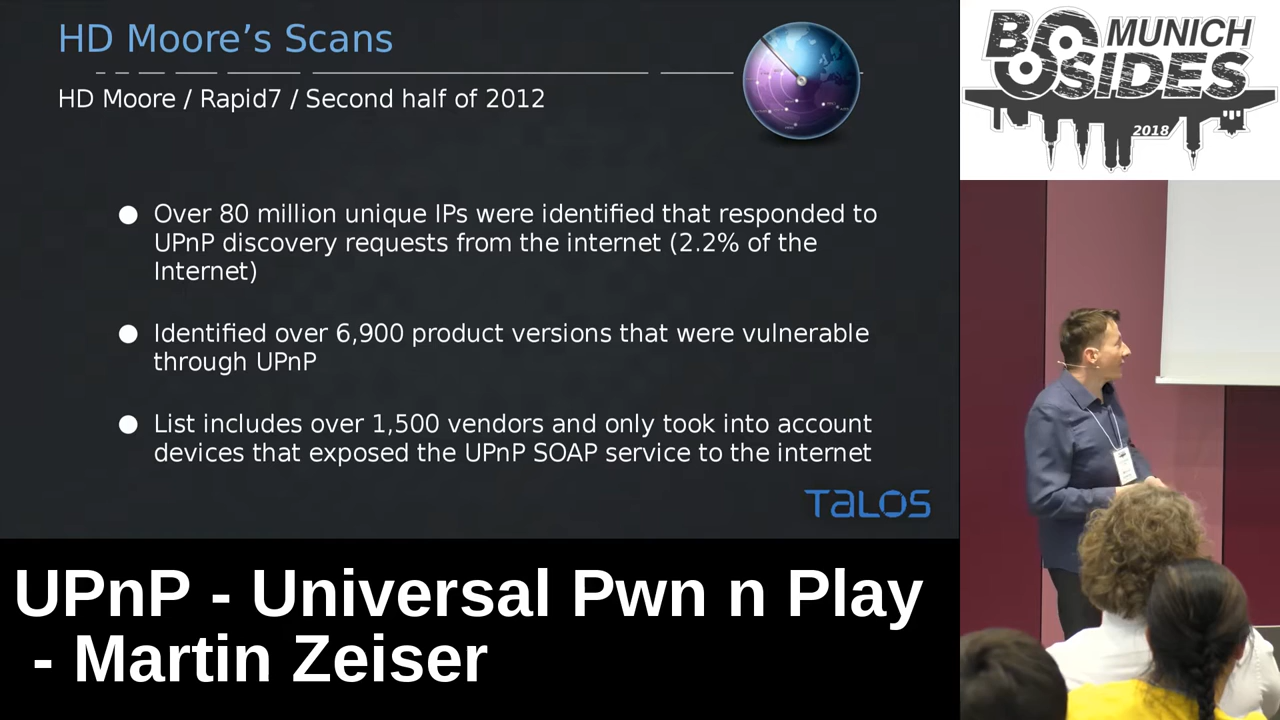 HD Moore's Scans
HD Moore / Rapid7 / Second half of 2012
● Over 80 million unique IPs were identified that responded to
UPnP discovery requests from the internet (2.2% of the
Internet)
● Identified over 6,900 product versions that were vulnerable
through UPnP
● List includes over 1,500 vendors and only took into account
devices that exposed the UPnP SOAP service to the internet
TALOS
UPnP - Universal Pwn n Play
- Martin Zeiser
BSIDES MUNICH
2018